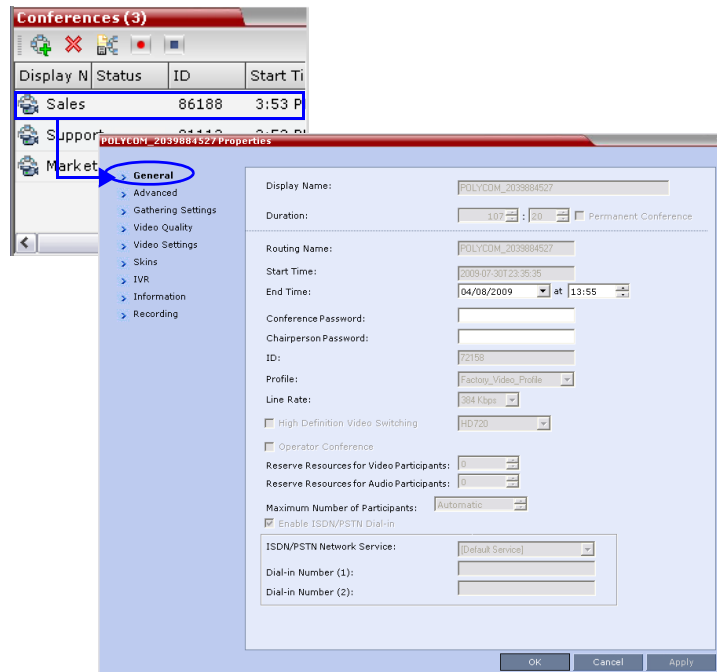 Conferences (3)
Display N Status ID Start Ti
Sales 86188 3:53 P
Support
Market
POLYCOM_2039884527 Properties
General
Advanced
Gathering Settings
Video Quality
Video Settings
Skins
IVR
Information
Recording
Display Name: POLYCOM_2039884527
Duration: 107 : 20 Permanent Conference
Routing Name: POLYCOM_2039884527
Start Time: 2009-07-30T23:35:35
End Time: 04/08/2009 at 13:55
Conference Password:
Chairperson Password:
ID: 72158
Profile: Factory_Video_Profile
Line Rate: 384 Kbps
High Definition Video Switching HD720
Operator Conference
Reserve Resources for Video Participants: 0
Reserve Resources for Audio Participants: 0
Maximum Number of Participants: Automatic
Enable ISDN/PSTN Dial-in
ISDN/PSTN Network Service: [Default Service]
Dial-in Number (1):
Dial-in Number (2):
OK Cancel Apply